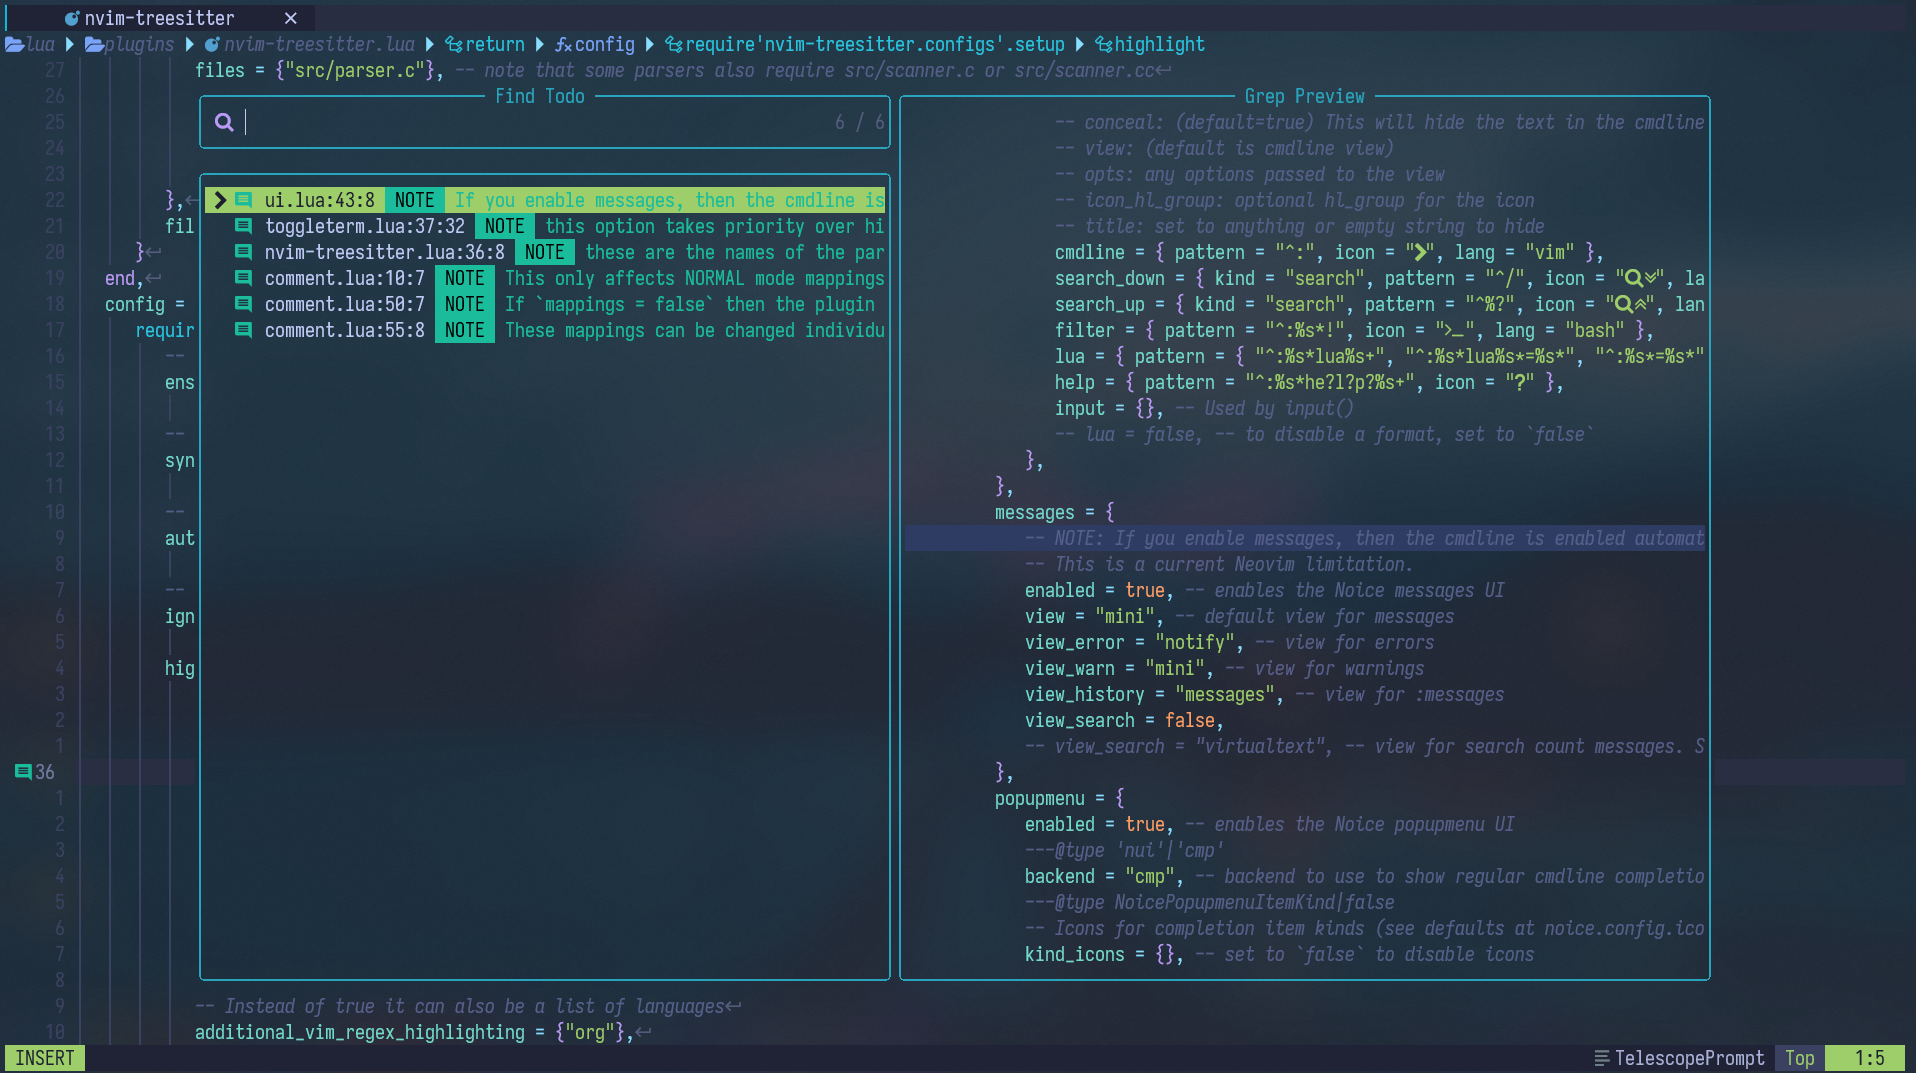 nvim-treesitter ✕
lua plugins nvim-treesitter.lua return config require'nvim-treesitter.configs'.setup highlight
27 files = {"src/parser.c"}, -- note that some parsers also require src/scanner.c or src/scanner.cc
26
25
24
23
22 },
21 fil
20 }
19 end,
18 config =
17 requir
16 --
15 ens
14
13 --
12 syn
11
10 --
9 aut
8
7 --
6 ign
5
4 hig
3
2
1
36
1
2
3
4
5
6
7
8
9 -- Instead of true it can also be a list of languages
10 additional_vim_regex_highlighting = {"org"},
Find Todo
6 / 6
ui.lua:43:8 NOTE If you enable messages, then the cmdline is
toggleterm.lua:37:32 NOTE this option takes priority over hi
nvim-treesitter.lua:36:8 NOTE these are the names of the par
comment.lua:10:7 NOTE This only affects NORMAL mode mappings
comment.lua:50:7 NOTE If `mappings = false` then the plugin
comment.lua:55:8 NOTE These mappings can be changed individu
Grep Preview
-- conceal: (default=true) This will hide the text in the cmdline
-- view: (default is cmdline view)
-- opts: any options passed to the view
-- icon_hl_group: optional hl_group for the icon
-- title: set to anything or empty string to hide
cmdline = { pattern = "^:", icon = "", lang = "vim" },
search_down = { kind = "search", pattern = "^/", icon = " ", la
search_up = { kind = "search", pattern = "^%?", icon = " ", lan
filter = { pattern = "^:%s*!", icon = ">_", lang = "bash" },
lua = { pattern = { "^:%s*lua%s+", "^:%s*lua%s*=%s*", "^:%s*=%s*"
help = { pattern = "^:%s*he?l?p?%s+", icon = "?" },
input = {}, -- Used by input()
-- lua = false, -- to disable a format, set to `false`
},
},
messages = {
-- NOTE: If you enable messages, then the cmdline is enabled automat
-- This is a current Neovim limitation.
enabled = true, -- enables the Noice messages UI
view = "mini", -- default view for messages
view_error = "notify", -- view for errors
view_warn = "mini", -- view for warnings
view_history = "messages", -- view for :messages
view_search = false,
-- view_search = "virtualtext", -- view for search count messages. S
},
popupmenu = {
enabled = true, -- enables the Noice popupmenu UI
---@type 'nui'|'cmp'
backend = "cmp", -- backend to use to show regular cmdline completio
---@type NoicePopupmenuItemKind|false
-- Icons for completion item kinds (see defaults at noice.config.ico
kind_icons = {}, -- set to `false` to disable icons
INSERT TelescopePrompt Top 1:5